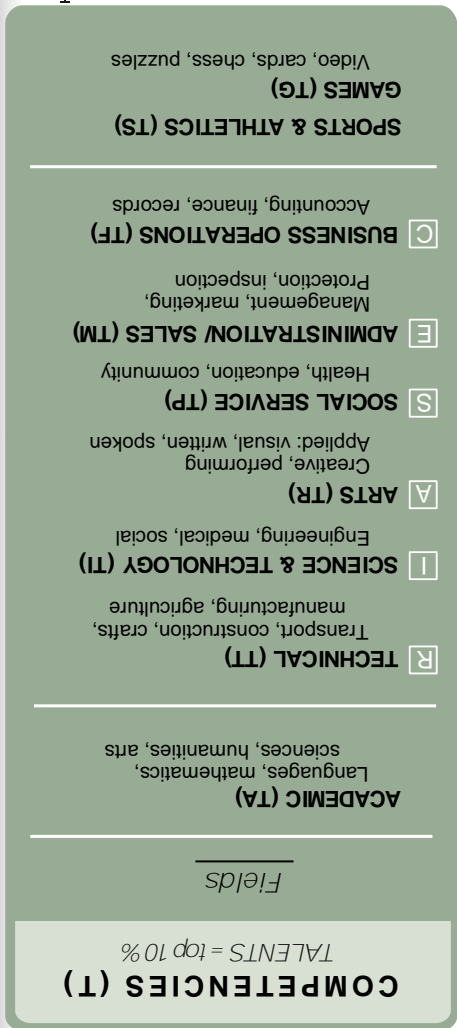 COMPETENCIES (T)
TALENTS = top 10%
Fields
ACADEMIC (TA)
Languages, mathematics,
sciences, humanities, arts
R TECHNICAL (TT)
Transport, construction, crafts,
manufacturing, agriculture
I SCIENCE & TECHNOLOGY (TI)
Engineering, medical, social
A ARTS (TR)
Creative, performing
Applied: visual, written, spoken
S SOCIAL SERVICE (TP)
Health, education, community
E ADMINISTRATION/ SALES (TM)
Management, marketing,
Protection, inspection
C BUSINESS OPERATIONS (TF)
Accounting, finance, records
SPORTS & ATHLETICS (TS)
GAMES (TG)
Video, cards, chess, puzzles